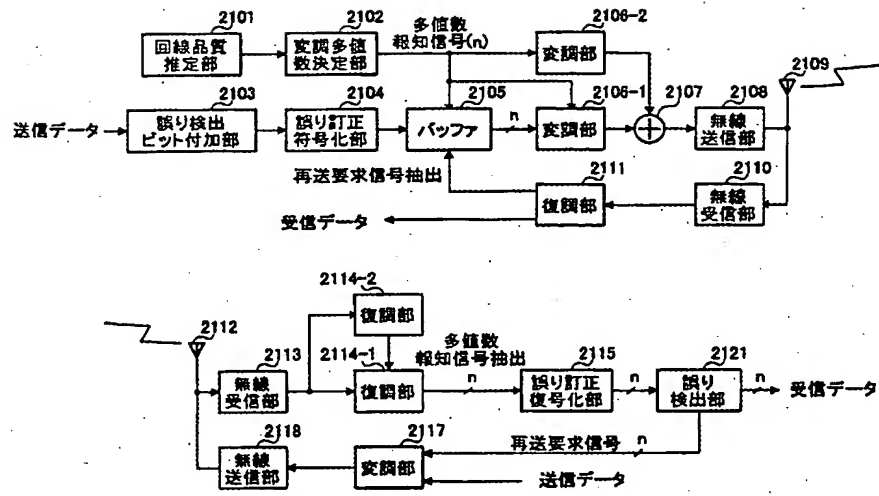 2101
回線品質
推定部
2102
変調多値
数決定部
多値数
報知信号(n)
2106-2
変調部
2109
送信データ
2103
誤り検出
ビット付加部
2104
誤り訂正
符号化部
2105
バッファ
n
2106-1
変調部
2107
2108
無線
送信部
再送要求信号抽出
2111
復調部
2110
無線
受信部
受信データ
2114-2
復調部
2112
2113
無線
受信部
2114-1
復調部
多値数
報知信号抽出
n
2115
誤り訂正
復号化部
n
2121
誤り
検出部
n
受信データ
2118
無線
送信部
2117
変調部
再送要求信号
n
送信データ